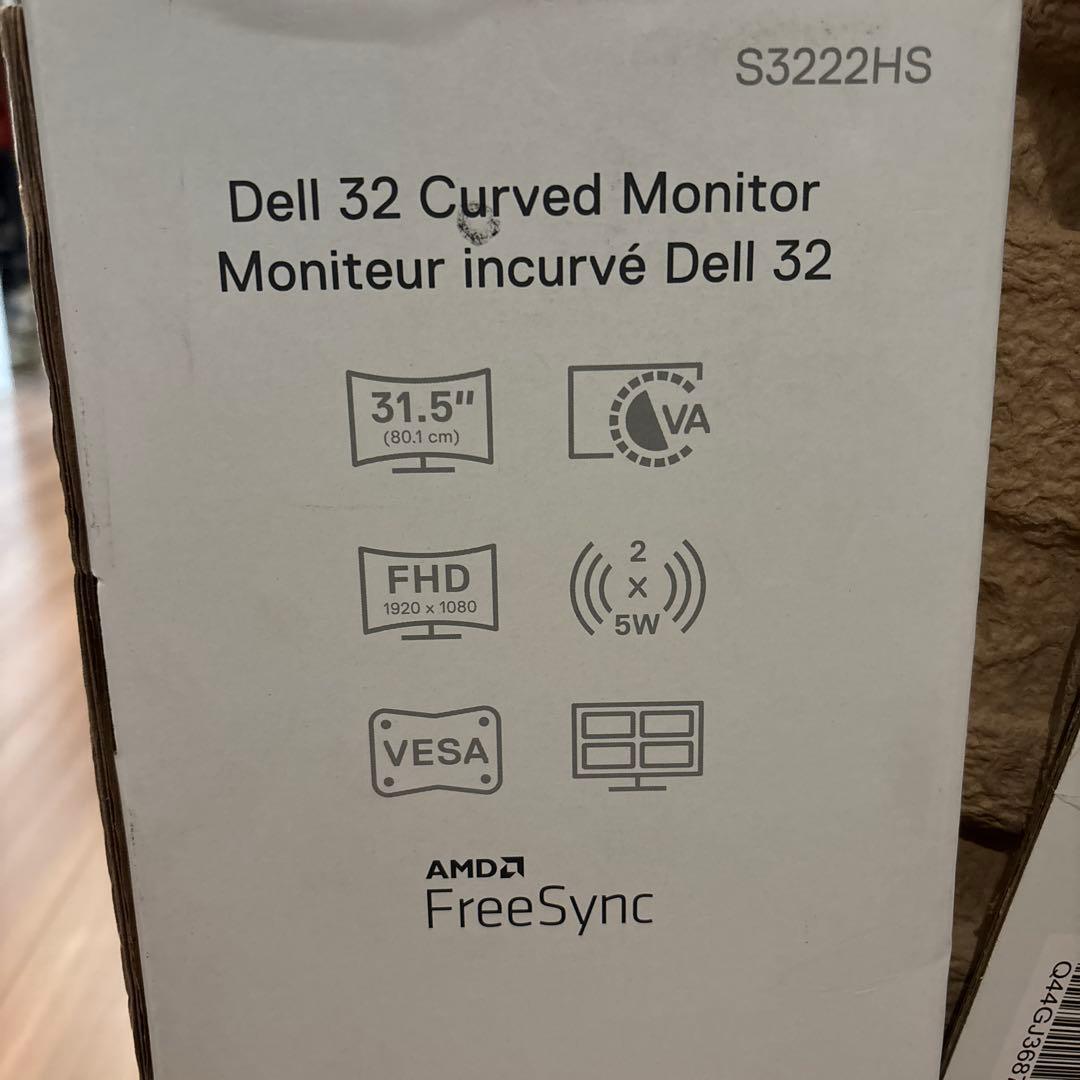 S3222HS
Dell 32 Curved Monitor
Moniteur incurvé Dell 32
31.5"
(80.1 cm)
VA
FHD
1920 x 1080
2
x
5W
VESA
AMD
FreeSync